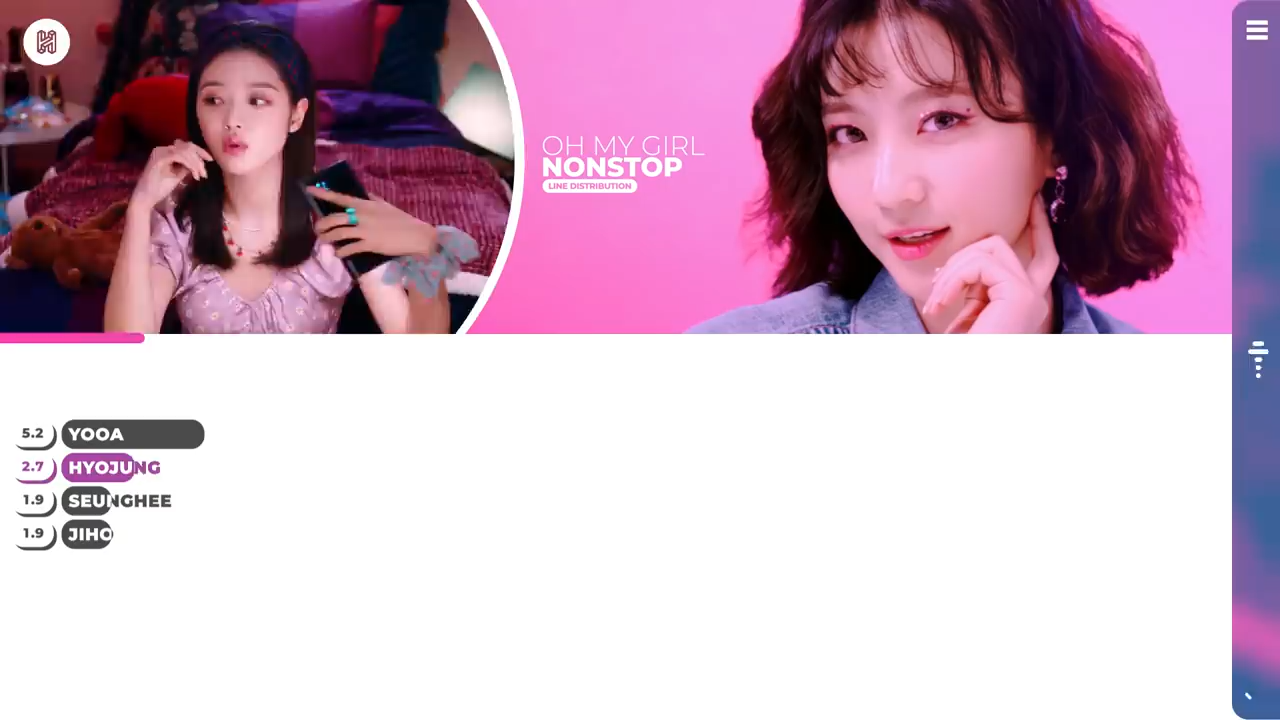 OH MY GIRL
NONSTOP
LINE DISTRIBUTION
5.2 YOOA
2.7 HYOJUNG
1.9 SEUNGHEE
1.9 JIHO